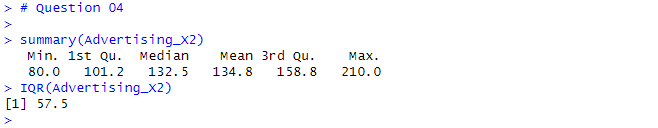 > # Question 04
>
> summary(Advertising_X2)
   Min. 1st Qu.  Median    Mean 3rd Qu.    Max.
   80.0   101.2   132.5   134.8   158.8   210.0
> IQR(Advertising_X2)
[1] 57.5
>